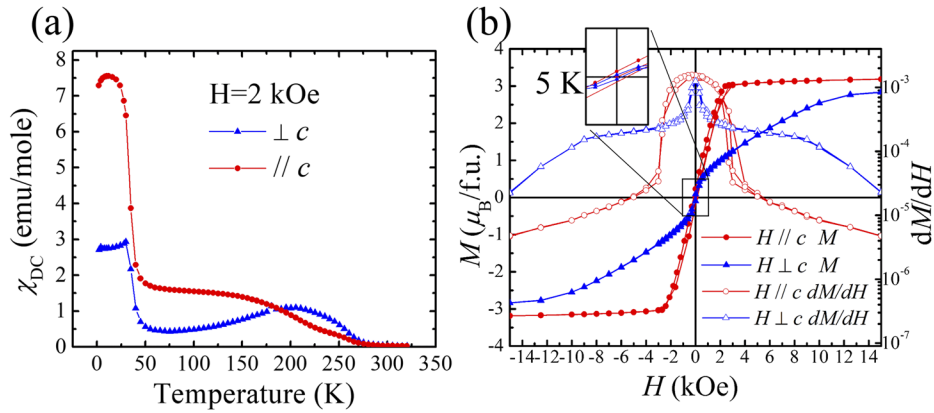 (a)
8
7
6
5
4
3
2
1
0
χDC (emu/mole)
H=2 kOe
⊥ c
// c
0 50 100 150 200 250 300 350
Temperature (K)
(b)
5
4
3
2
1
0
-1
-2
-3
-4
M (μB/f.u.)
5 K
10⁻³
10⁻⁴
10⁻⁵
10⁻⁶
10⁻⁷
dM/dH
H // c M
H ⊥ c M
H // c dM/dH
H ⊥ c dM/dH
-14 -10 -8 -6 -4 -2 0 2 4 6 8 10 12 14
H (kOe)